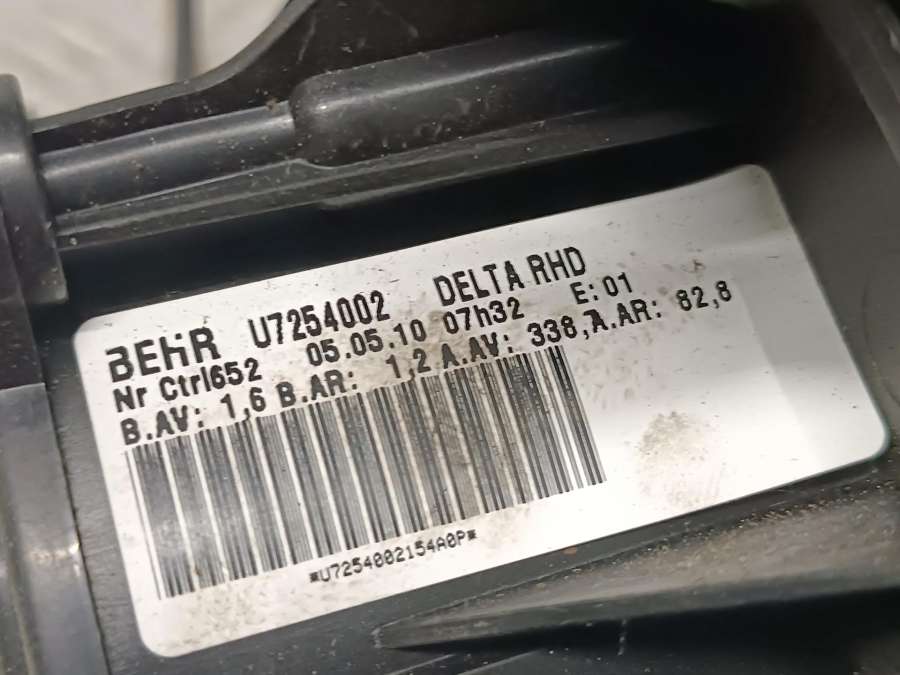 BEHR U7254002 DELTA RHD
Nr Ctrl652 05.05.10 07h32 E:01
B.AV: 1,6 B.AR: 1,2 A.AV: 338, A.AR: 82,8
*U7254002154A0P*